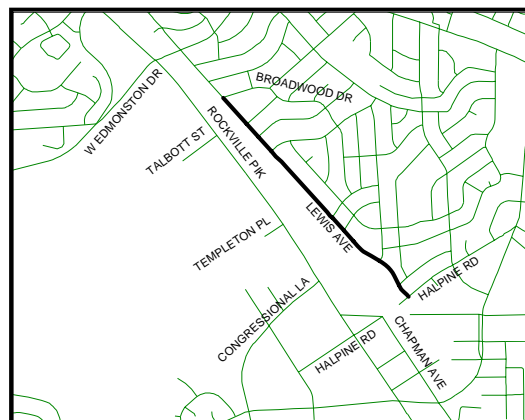 BROADWOOD DR
W EDMONSTON DR
ROCKVILLE PIK
TALBOTT ST
LEWIS AVE
TEMPLETON PL
HALPINE RD
CONGRESSIONAL LA
CHAPMAN AVE
HALPINE RD